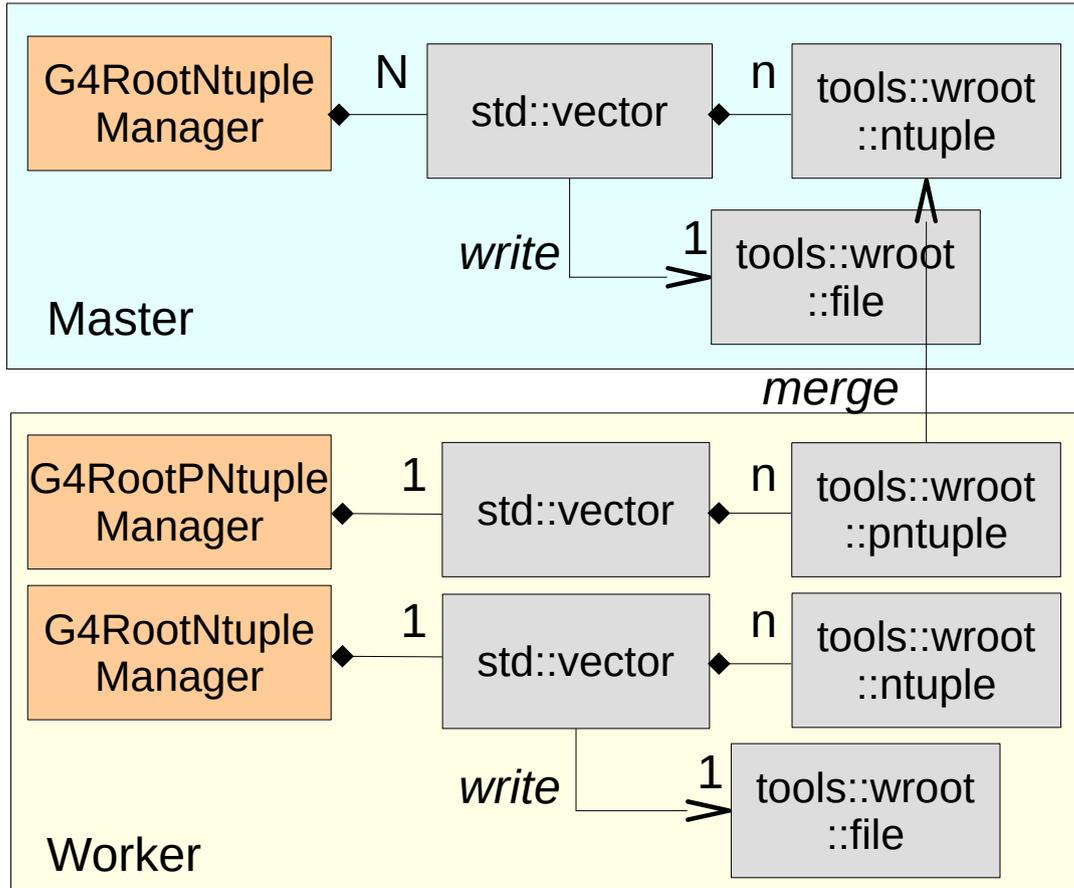 G4RootNtuple
Manager
N
std::vector
n
tools::wroot
::ntuple
write
1
tools::wroot
::file
Master
merge
G4RootPNtuple
Manager
1
std::vector
n
tools::wroot
::pntuple
G4RootNtuple
Manager
1
std::vector
n
tools::wroot
::ntuple
write
1
tools::wroot
::file
Worker